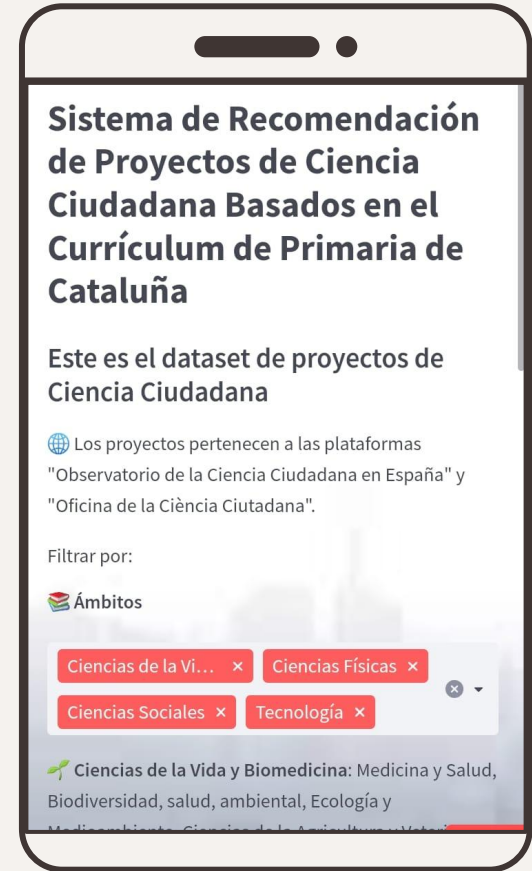 Sistema de Recomendación
de Proyectos de Ciencia
Ciudadana Basados en el
Currículum de Primaria de
Cataluña
Este es el dataset de proyectos de
Ciencia Ciudadana
Los proyectos pertenecen a las plataformas
"Observatorio de la Ciencia Ciudadana en España" y
"Oficina de la Ciència Ciutadana".
Filtrar por:
Ámbitos
Ciencias de la Vi... × Ciencias Físicas ×
Ciencias Sociales × Tecnología ×
Ciencias de la Vida y Biomedicina: Medicina y Salud,
Biodiversidad, salud, ambiental, Ecología y